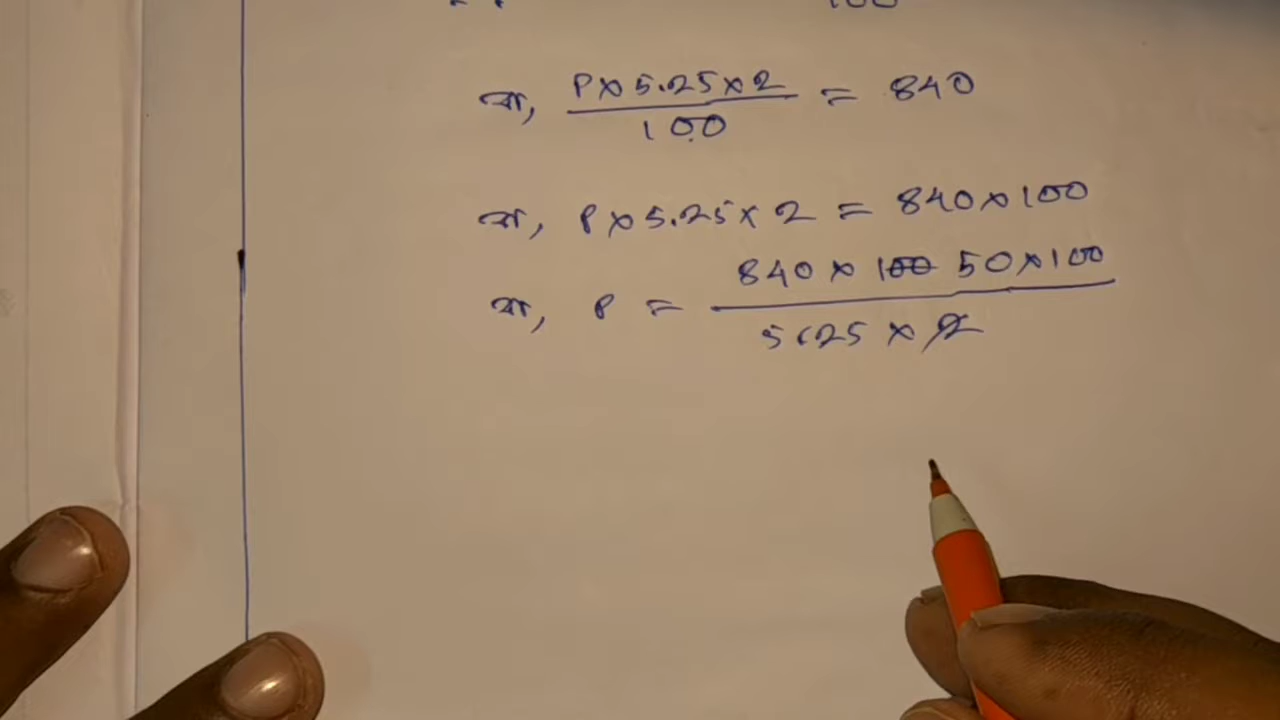 বা, P×5.25×2/100 = 840
বা, P×5.25×2 = 840×100
বা, P = 840×100 50×100/5.25×2